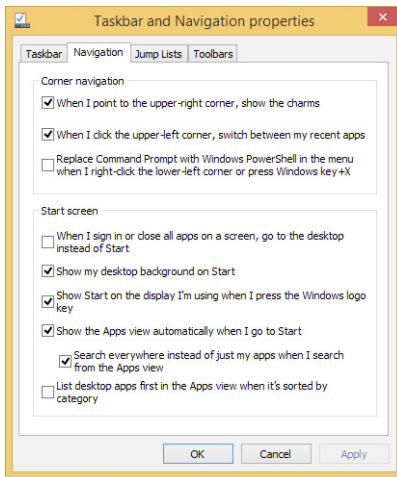 Taskbar and Navigation properties
Taskbar Navigation Jump Lists Toolbars
Corner navigation
When I point to the upper-right corner, show the charms
When I click the upper-left corner, switch between my recent apps
Replace Command Prompt with Windows PowerShell in the menu
when I right-click the lower-left corner or press Windows key+X
Start screen
When I sign in or close all apps on a screen, go to the desktop
instead of Start
Show my desktop background on Start
Show Start on the display I'm using when I press the Windows logo
key
Show the Apps view automatically when I go to Start
Search everywhere instead of just my apps when I search
from the Apps view
List desktop apps first in the Apps view when it's sorted by
category
OK Cancel Apply